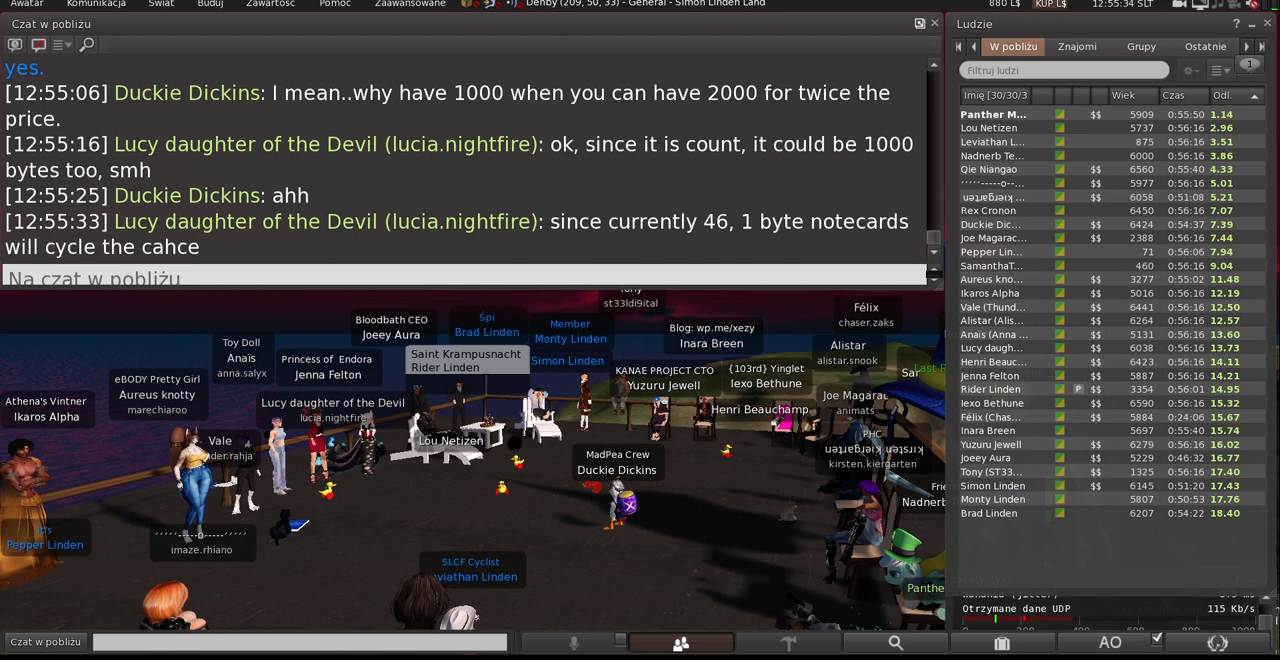 Awatar Komunikacja Świat Buduj Zawartość Pomoc Zaawansowane Denby (209, 50, 33) - General - Simon Linden Land 880 L$ KUP L$ 12:55:34 SLT
Czat w pobliżu
yes.
[12:55:06] Duckie Dickins: I mean..why have 1000 when you can have 2000 for twice the
price.
[12:55:16] Lucy daughter of the Devil (lucia.nightfire): ok, since it is count, it could be 1000
bytes too, smh
[12:55:25] Duckie Dickins: ahh
[12:55:33] Lucy daughter of the Devil (lucia.nightfire): since currently 46, 1 byte notecards
will cycle the cahce
Na czat w pobliżu
Tony
st33ldi9ital
Félix
chaser.zaks
Bloodbath CEO
Joeey Aura
Śpi
Brad Linden
Member
Monty Linden
Blog: wp.me/xezy
Inara Breen
Toy Doll
Anaïs
anna.salyx
Princess of Endora
Jenna Felton
Saint Krampusnacht
Rider Linden
Simon Linden
Alistar
alistar.snook
KANAE PROJECT CTO
Yuzuru Jewell
{103rd} Yinglet
Iexo Bethune
Sar
Last
eBODY Pretty Girl
Aureus knotty
marechiaroo
Athena's Vintner
Ikaros Alpha
Lucy daughter of the Devil
lucia.nightfire
Henri Beauchamp
Joe Magarac
animats
Vale
der.rahja
Lou Netizen
PHC
kirsten.kiergarten
MadPea Crew
Duckie Dickins
Frie
Nadnerb
Pepper Linden
´´´´´-----o-----´´´´´
imaze.rhiano
SLCF Cyclist
viathan Linden
Panthe
Czat w pobliżu
Ludzie
? _ ×
W pobliżu Znajomi Grupy Ostatnie
Filtruj ludzi
1
Imię [30/30/3 Wiek Czas Odl.
Panther M... $$ 5909 0:55:50 1.14
Lou Netizen 5737 0:56:16 2.96
Leviathan L... 875 0:56:16 3.51
Nadnerb Te... 6000 0:56:16 3.86
Qie Niangao $$ 6560 0:55:40 4.33
´´´´´-----o--... $$ 5977 0:56:16 5.01
$$ 6058 0:51:08 5.21
Rex Cronon 6450 0:56:16 7.07
Duckie Dic... $$ 6424 0:54:37 7.39
Joe Magarac... $$ 2388 0:56:16 7.44
Pepper Lin... 71 0:56:06 7.94
SamanthaT... 460 0:56:16 9.04
Aureus kno... $$ 3277 0:55:02 11.48
Ikaros Alpha $$ 5016 0:56:16 12.19
Vale (Thund... $$ 6441 0:56:16 12.50
Alistar (Alis... $$ 6264 0:56:16 12.57
Anaïs (Anna ... $$ 5131 0:56:16 13.60
Lucy daugh... $$ 6038 0:56:16 13.73
Henri Beauc... $$ 6423 0:56:16 14.11
Jenna Felton $$ 5887 0:56:16 14.21
Rider Linden P $$ 3354 0:56:01 14.95
Iexo Bethune $$ 6590 0:56:16 15.32
Félix (Chas... $$ 5884 0:24:06 15.67
Inara Breen 5697 0:55:40 15.74
Yuzuru Jewell $$ 6279 0:56:16 16.02
Joeey Aura $$ 5229 0:46:32 16.77
Tony (ST33... $$ 1325 0:56:16 17.40
Simon Linden $$ 6145 0:51:20 17.43
Monty Linden 5807 0:50:53 17.76
Brad Linden 6207 0:54:22 18.40
Otrzymane dane UDP 115 Kb/s
AO